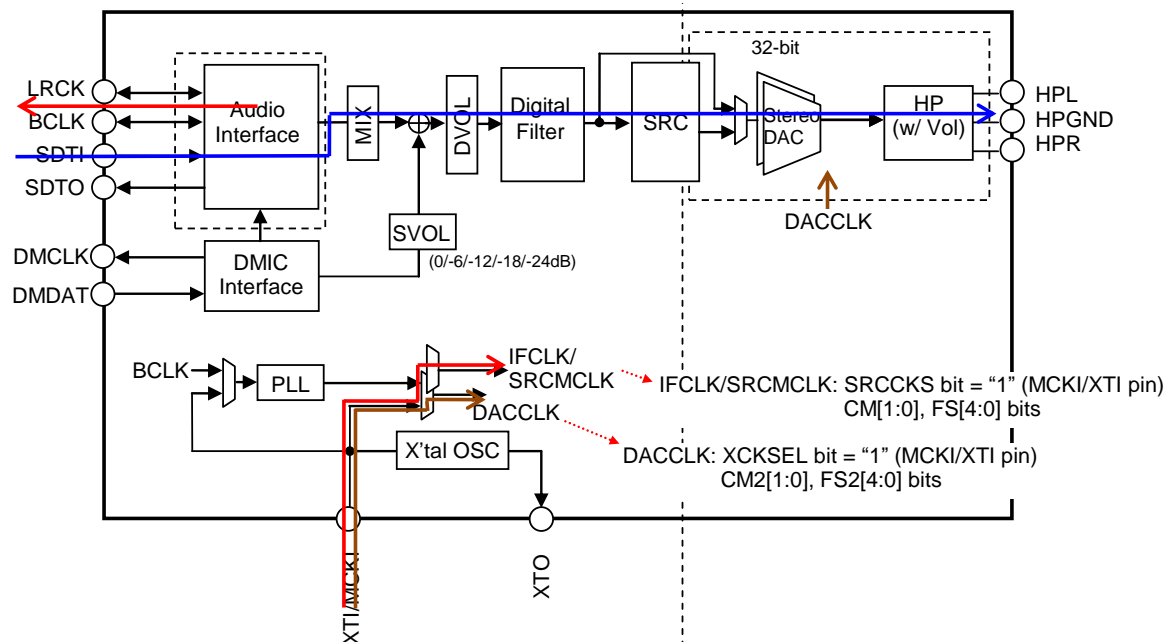 32-bit
LRCK
BCLK
SDTI
SDTO
DMCLK
DMDAT
Audio
Interface
MIX
DVOL
Digital
Filter
SRC
Stereo
DAC
HP
(w/ Vol)
HPL
HPGND
HPR
DACCLK
SVOL
(0/-6/-12/-18/-24dB)
DMIC
Interface
BCLK
PLL
IFCLK/
SRCMCLK
DACCLK
IFCLK/SRCMCLK: SRCCKS bit = “1” (MCKI/XTI pin)
CM[1:0], FS[4:0] bits
DACCLK: XCKSEL bit = “1” (MCKI/XTI pin)
CM2[1:0], FS2[4:0] bits
X'tal OSC
XTI/MCKI
XTO